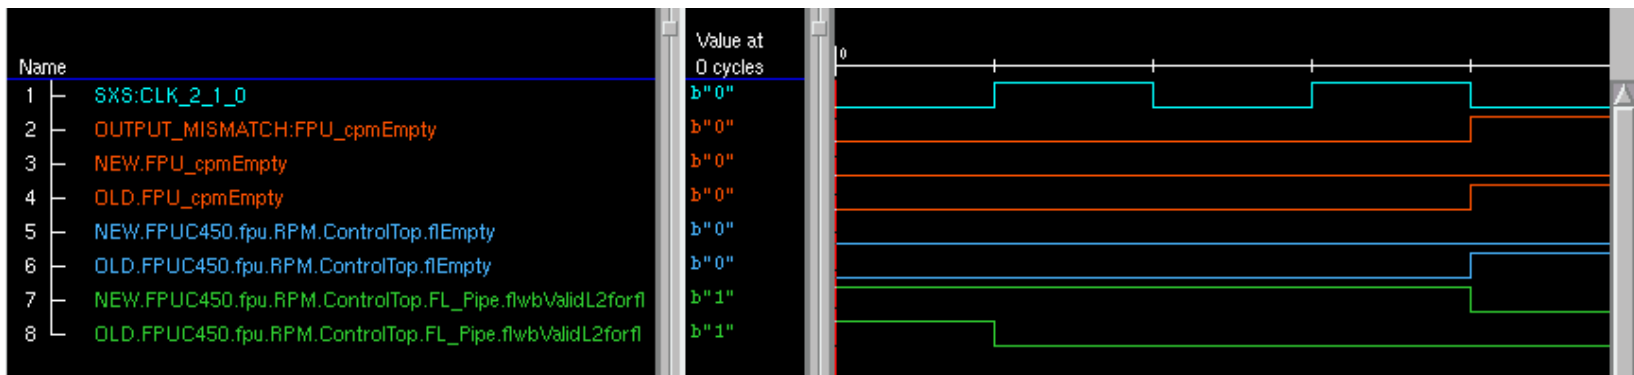 Value at
0
Name 0 cycles
1 SXS:CLK_2_1_0 b"0"
2 OUTPUT_MISMATCH:FPU_cpmEmpty b"0"
3 NEW.FPU_cpmEmpty b"0"
4 OLD.FPU_cpmEmpty b"0"
5 NEW.FPUC450.fpu.RPM.ControlTop.flEmpty b"0"
6 OLD.FPUC450.fpu.RPM.ControlTop.flEmpty b"0"
7 NEW.FPUC450.fpu.RPM.ControlTop.FL_Pipe.flwbValidL2forfl b"1"
8 OLD.FPUC450.fpu.RPM.ControlTop.FL_Pipe.flwbValidL2forfl b"1"